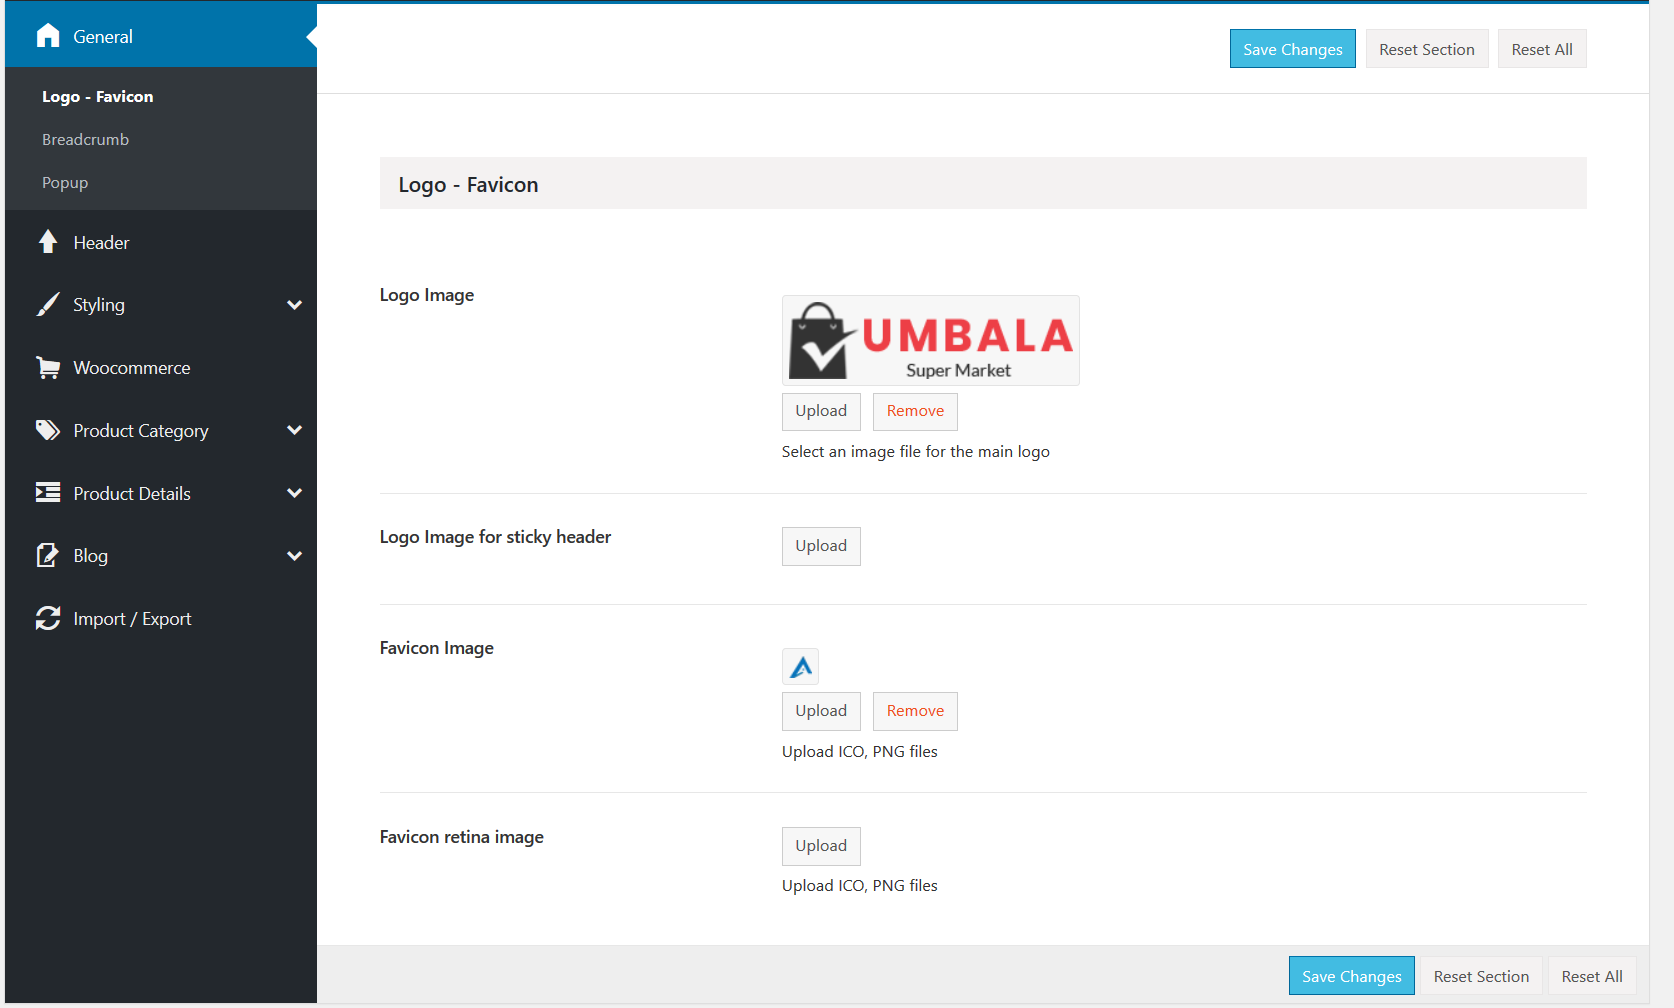 General
Logo - Favicon
Breadcrumb
Popup
Header
Styling
Woocommerce
Product Category
Product Details
Blog
Import / Export
Save Changes Reset Section Reset All
Logo - Favicon
Logo Image
UMBALA
Super Market
Upload Remove
Select an image file for the main logo
Logo Image for sticky header
Upload
Favicon Image
Upload Remove
Upload ICO, PNG files
Favicon retina image
Upload
Upload ICO, PNG files
Save Changes Reset Section Reset All